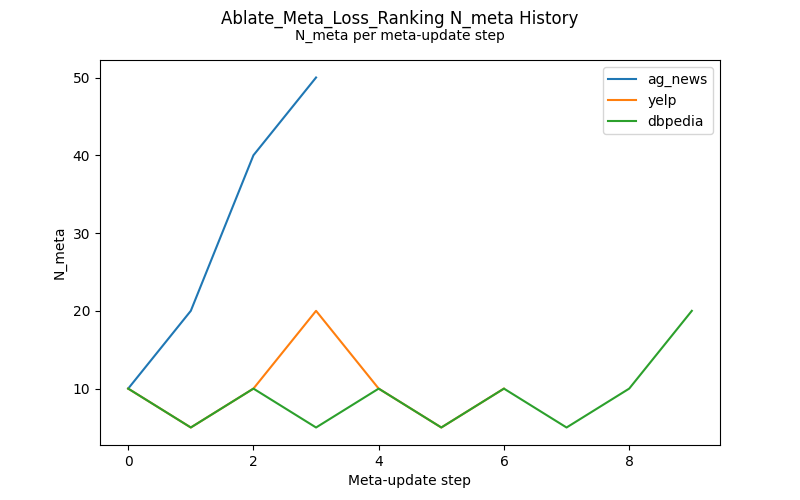 Ablate_Meta_Loss_Ranking N_meta History
N_meta per meta-update step
ag_news
yelp
dbpedia
N_meta
50
40
30
20
10
0 2 4 6 8
Meta-update step